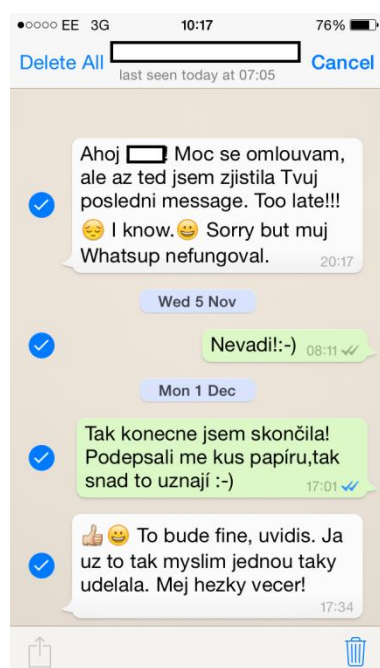 EE 3G 10:17 76%
Delete All Cancel
last seen today at 07:05
Ahoj ! Moc se omlouvam,
ale az ted jsem zjistila Tvuj
posledni message. Too late!!!
😔 I know.😀 Sorry but muj
Whatsup nefungoval. 20:17
Wed 5 Nov
Nevadi!:-) 08:11
Mon 1 Dec
Tak konecne jsem skončila!
Podepsali me kus papíru,tak
snad to uznají :-) 17:01
👍😀 To bude fine, uvidis. Ja
uz to tak myslim jednou taky
udelala. Mej hezky vecer!
17:34